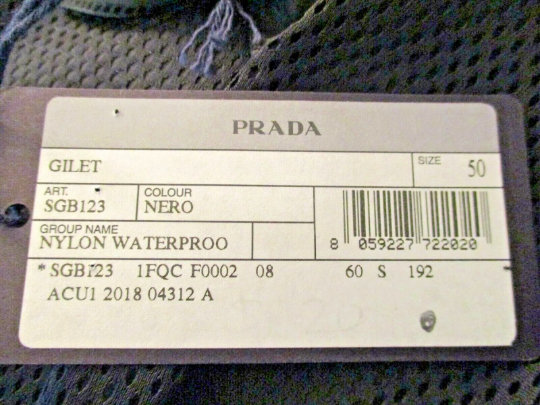 PRADA
GILET SIZE 50
ART. COLOUR
SGB123 NERO
GROUP NAME
NYLON WATERPROO
8 059227 722020
* SGB123 1FQC F0002 08 60 S 192
ACU1 2018 04312 A